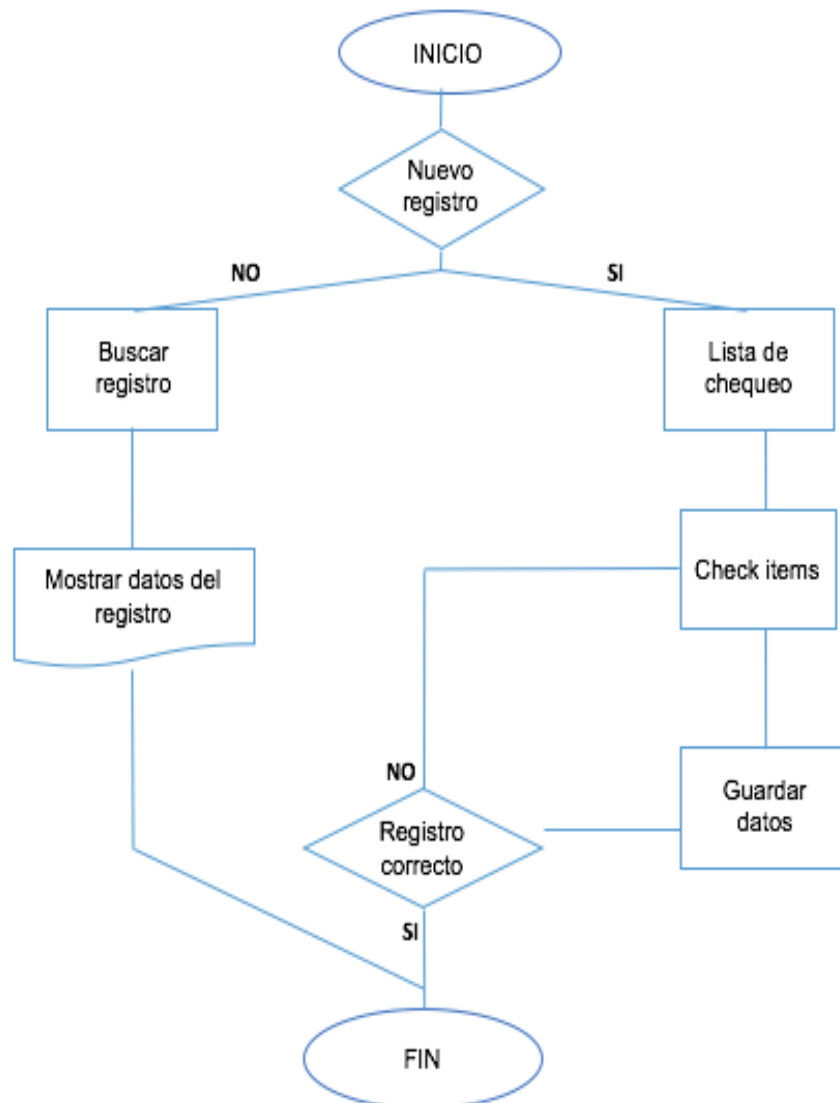 INICIO
Nuevo
registro
NO
SI
Buscar
registro
Lista de
chequeo
Mostrar datos del
registro
Check items
NO
Guardar
datos
Registro
correcto
SI
FIN